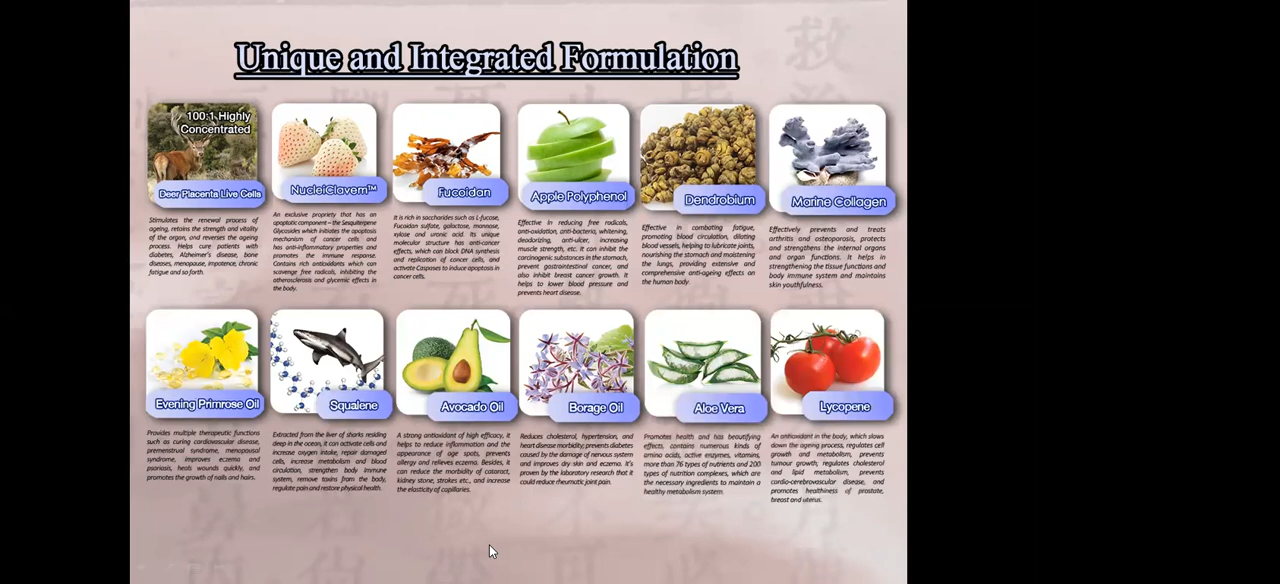 Unique and Integrated Formulation
救
100:1 Highly
Concentrated
Deer Placenta Live Cells
Stimulates the renewal process of
ageing, retains the strength and vitality
of the organ, and reverses the ageing
process. Helps cure patients with
diabetes, Alzheimer's disease, bone
diseases, menopause, impotence, chronic
fatigue and so forth.
NucleiClavem™
An exclusive propriety that has an
apoptotic component – the Sesquiterpene
Glycosides which initiates the apoptosis
mechanism of cancer cells and
has anti-inflammatory properties and
promotes the immune response.
Contains rich antioxidants which can
scavenge free radicals, inhibiting the
atherosclerosis and glycemic effects in
the body.
Fucoidan
It is rich in saccharides such as L-fucose,
Fucoidan sulfate, galactose, mannose,
xylose and uronic acid. Its unique
molecular structure has anti-cancer
effects, which can block DNA synthesis
and replication of cancer cells, and
activate Caspases to induce apoptosis in
cancer cells.
Apple Polyphenol
Effective in reducing free radicals,
anti-oxidation, anti-bacteria, whitening,
deodorizing, anti-ulcer, increasing
muscle strength, etc. It can inhibit the
carcinogenic substances in the stomach,
prevent gastrointestinal cancer, and
also inhibit breast cancer growth. It
helps to lower blood pressure and
prevents heart disease.
Dendrobium
Effective in combating fatigue,
promoting blood circulation, dilating
blood vessels, helping to lubricate joints,
nourishing the stomach and moistening
the lungs, providing extensive and
comprehensive anti-ageing effects on
the human body.
Marine Collagen
Effectively prevents and treats
arthritis and osteoporosis, protects
and strengthens the internal organs
and organ functions. It helps in
strengthening the tissue functions and
body immune system and maintains
skin youthfulness.
Evening Primrose Oil
Provides multiple therapeutic functions
such as curing cardiovascular disease,
premenstrual syndrome, menopausal
syndrome, improves eczema and
psoriasis, heals wounds quickly, and
promotes the growth of nails and hairs.
Squalene
Extracted from the liver of sharks residing
deep in the ocean, it can activate cells and
increase oxygen intake, repair damaged
cells, increase metabolism and blood
circulation, strengthen body immune
system, remove toxins from the body,
regulate pain and restore physical health.
Avocado Oil
A strong antioxidant of high efficacy, it
helps to reduce inflammation and the
appearance of age spots, prevents
allergy and relieves eczema. Besides, it
can reduce the morbidity of cataract,
kidney stone, strokes etc., and increase
the elasticity of capillaries.
Borage Oil
Reduces cholesterol, hypertension, and
heart disease morbidity; prevents diabetes
caused by the damage of nervous system
and improves dry skin and eczema. It's
proven by the laboratory research that it
could reduce rheumatic joint pain.
Aloe Vera
Promotes health and has beautifying
effects, contains numerous kinds of
amino acids, active enzymes, vitamins,
more than 76 types of nutrients and 200
types of nutrition complexes, which are
the necessary ingredients to maintain a
healthy metabolism system.
Lycopene
An antioxidant in the body, which slows
down the ageing process, regulates cell
growth and metabolism, prevents
tumour growth; regulates cholesterol
and lipid metabolism, prevents
cardio-cerebrovascular disease, and
promotes healthiness of prostate,
breast and uterus.